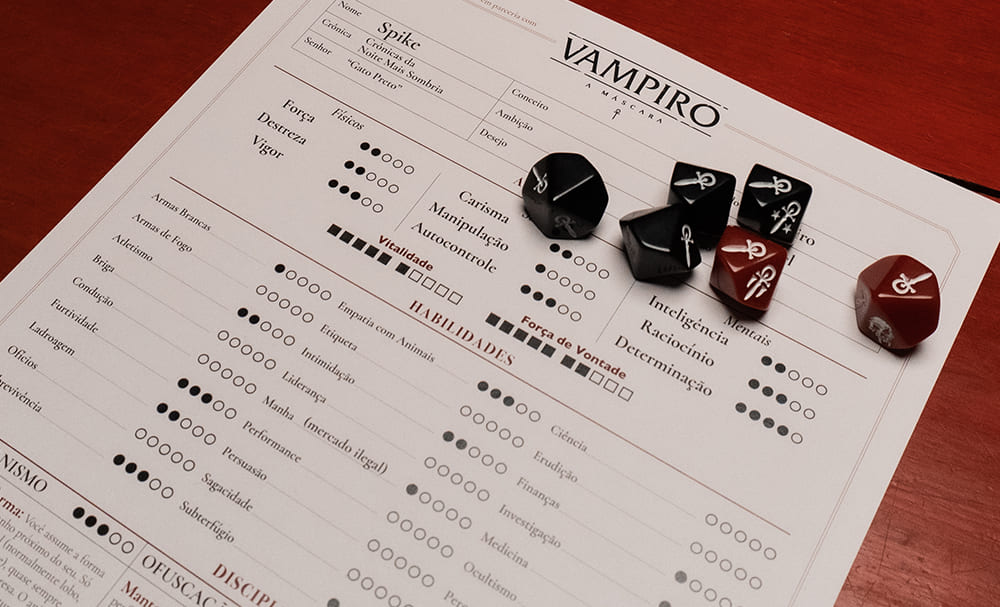 em parceria com
VAMPIRO
A MÁSCARA
Nome Spike
Crônica Crônicas da
Noite Mais Sombria
Senhor "Gato Preto"
Conceito
Ambição
Desejo
Físicos
Força
Destreza
Vigor
Carisma
Manipulação
Autocontrole
Mentais
Inteligência
Raciocínio
Determinação
Vitalidade
Força de Vontade
HABILIDADES
Armas Brancas
Armas de Fogo
Atletismo
Briga
Condução
Furtividade
Ladroagem
Ofícios
Empatia com Animais
Etiqueta
Intimidação
Liderança
Manha (mercado ilegal)
Performance
Persuasão
Sagacidade
Subterfúgio
Ciência
Erudição
Finanças
Investigação
Medicina
Ocultismo